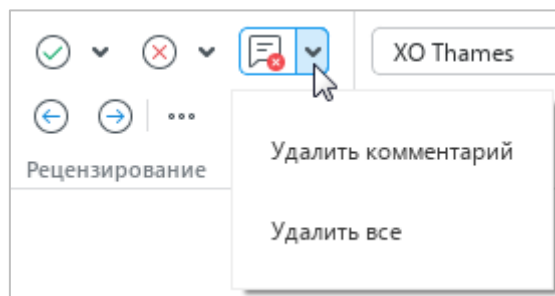 XO Thames
Удалить комментарий
Рецензирование
Удалить все